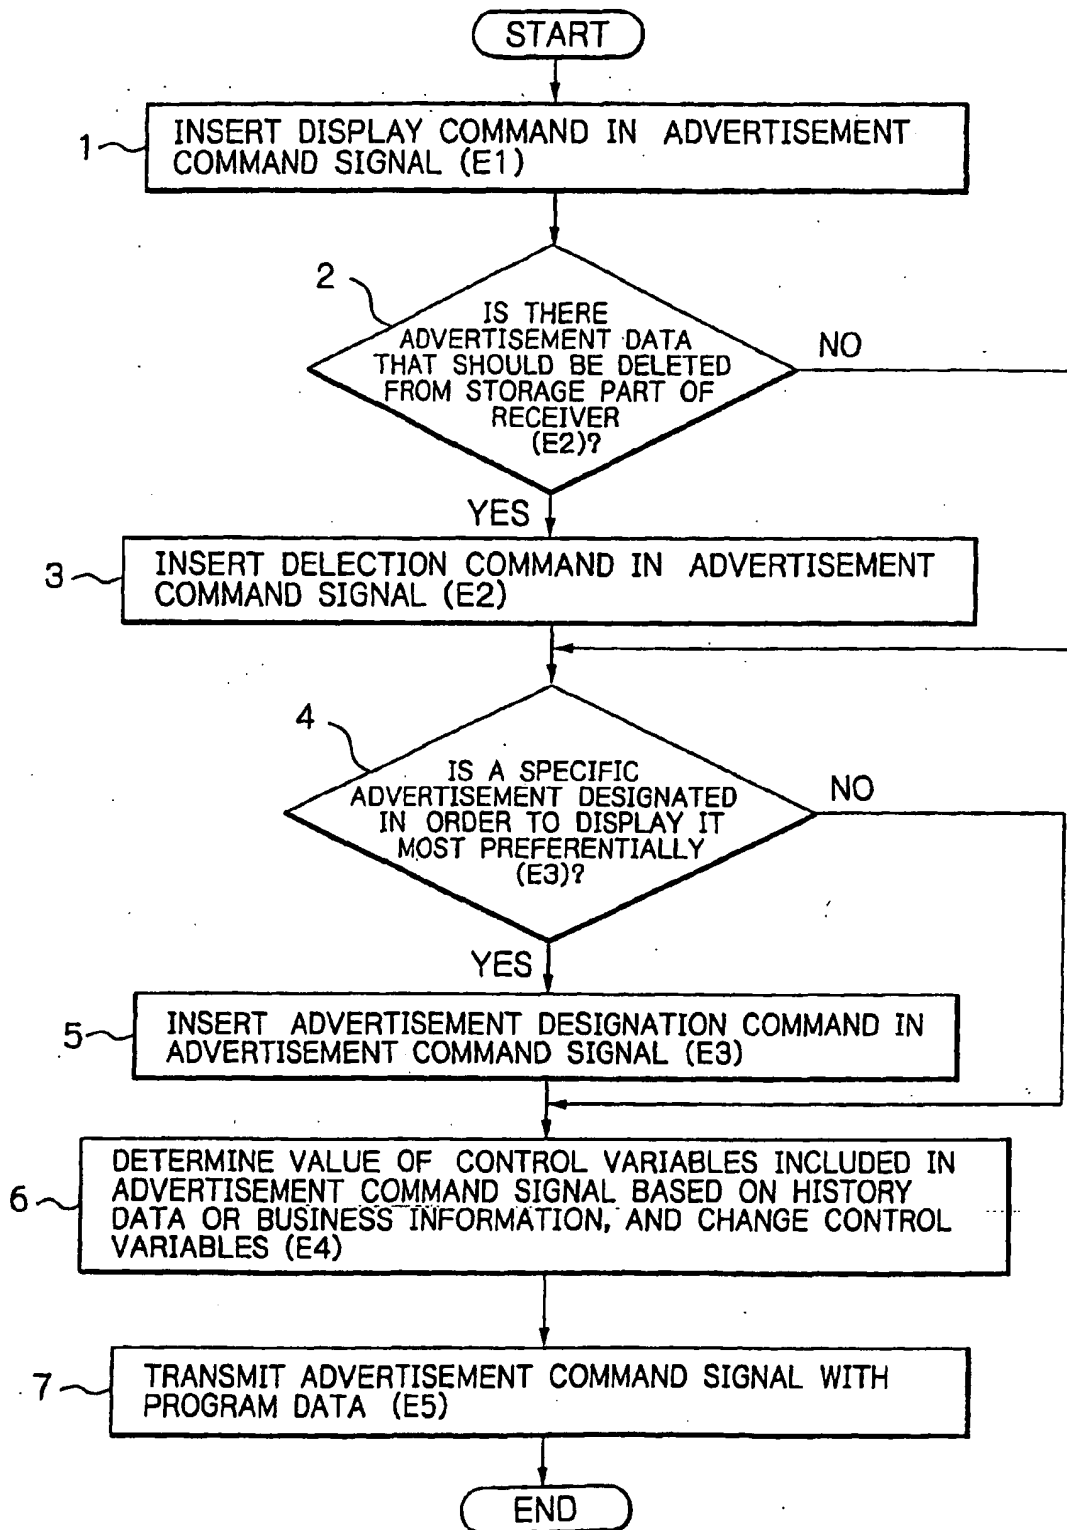 START
1
INSERT DISPLAY COMMAND IN ADVERTISEMENT
COMMAND SIGNAL (E1)
2
IS THERE
ADVERTISEMENT DATA
THAT SHOULD BE DELETED
FROM STORAGE PART OF
RECEIVER
(E2)?
NO
YES
3
INSERT DELECTION COMMAND IN ADVERTISEMENT
COMMAND SIGNAL (E2)
4
IS A SPECIFIC
ADVERTISEMENT DESIGNATED
IN ORDER TO DISPLAY IT
MOST PREFERENTIALLY
(E3)?
NO
YES
5
INSERT ADVERTISEMENT DESIGNATION COMMAND IN
ADVERTISEMENT COMMAND SIGNAL (E3)
6
DETERMINE VALUE OF CONTROL VARIABLES INCLUDED IN
ADVERTISEMENT COMMAND SIGNAL BASED ON HISTORY
DATA OR BUSINESS INFORMATION, AND CHANGE CONTROL
VARIABLES (E4)
7
TRANSMIT ADVERTISEMENT COMMAND SIGNAL WITH
PROGRAM DATA (E5)
END